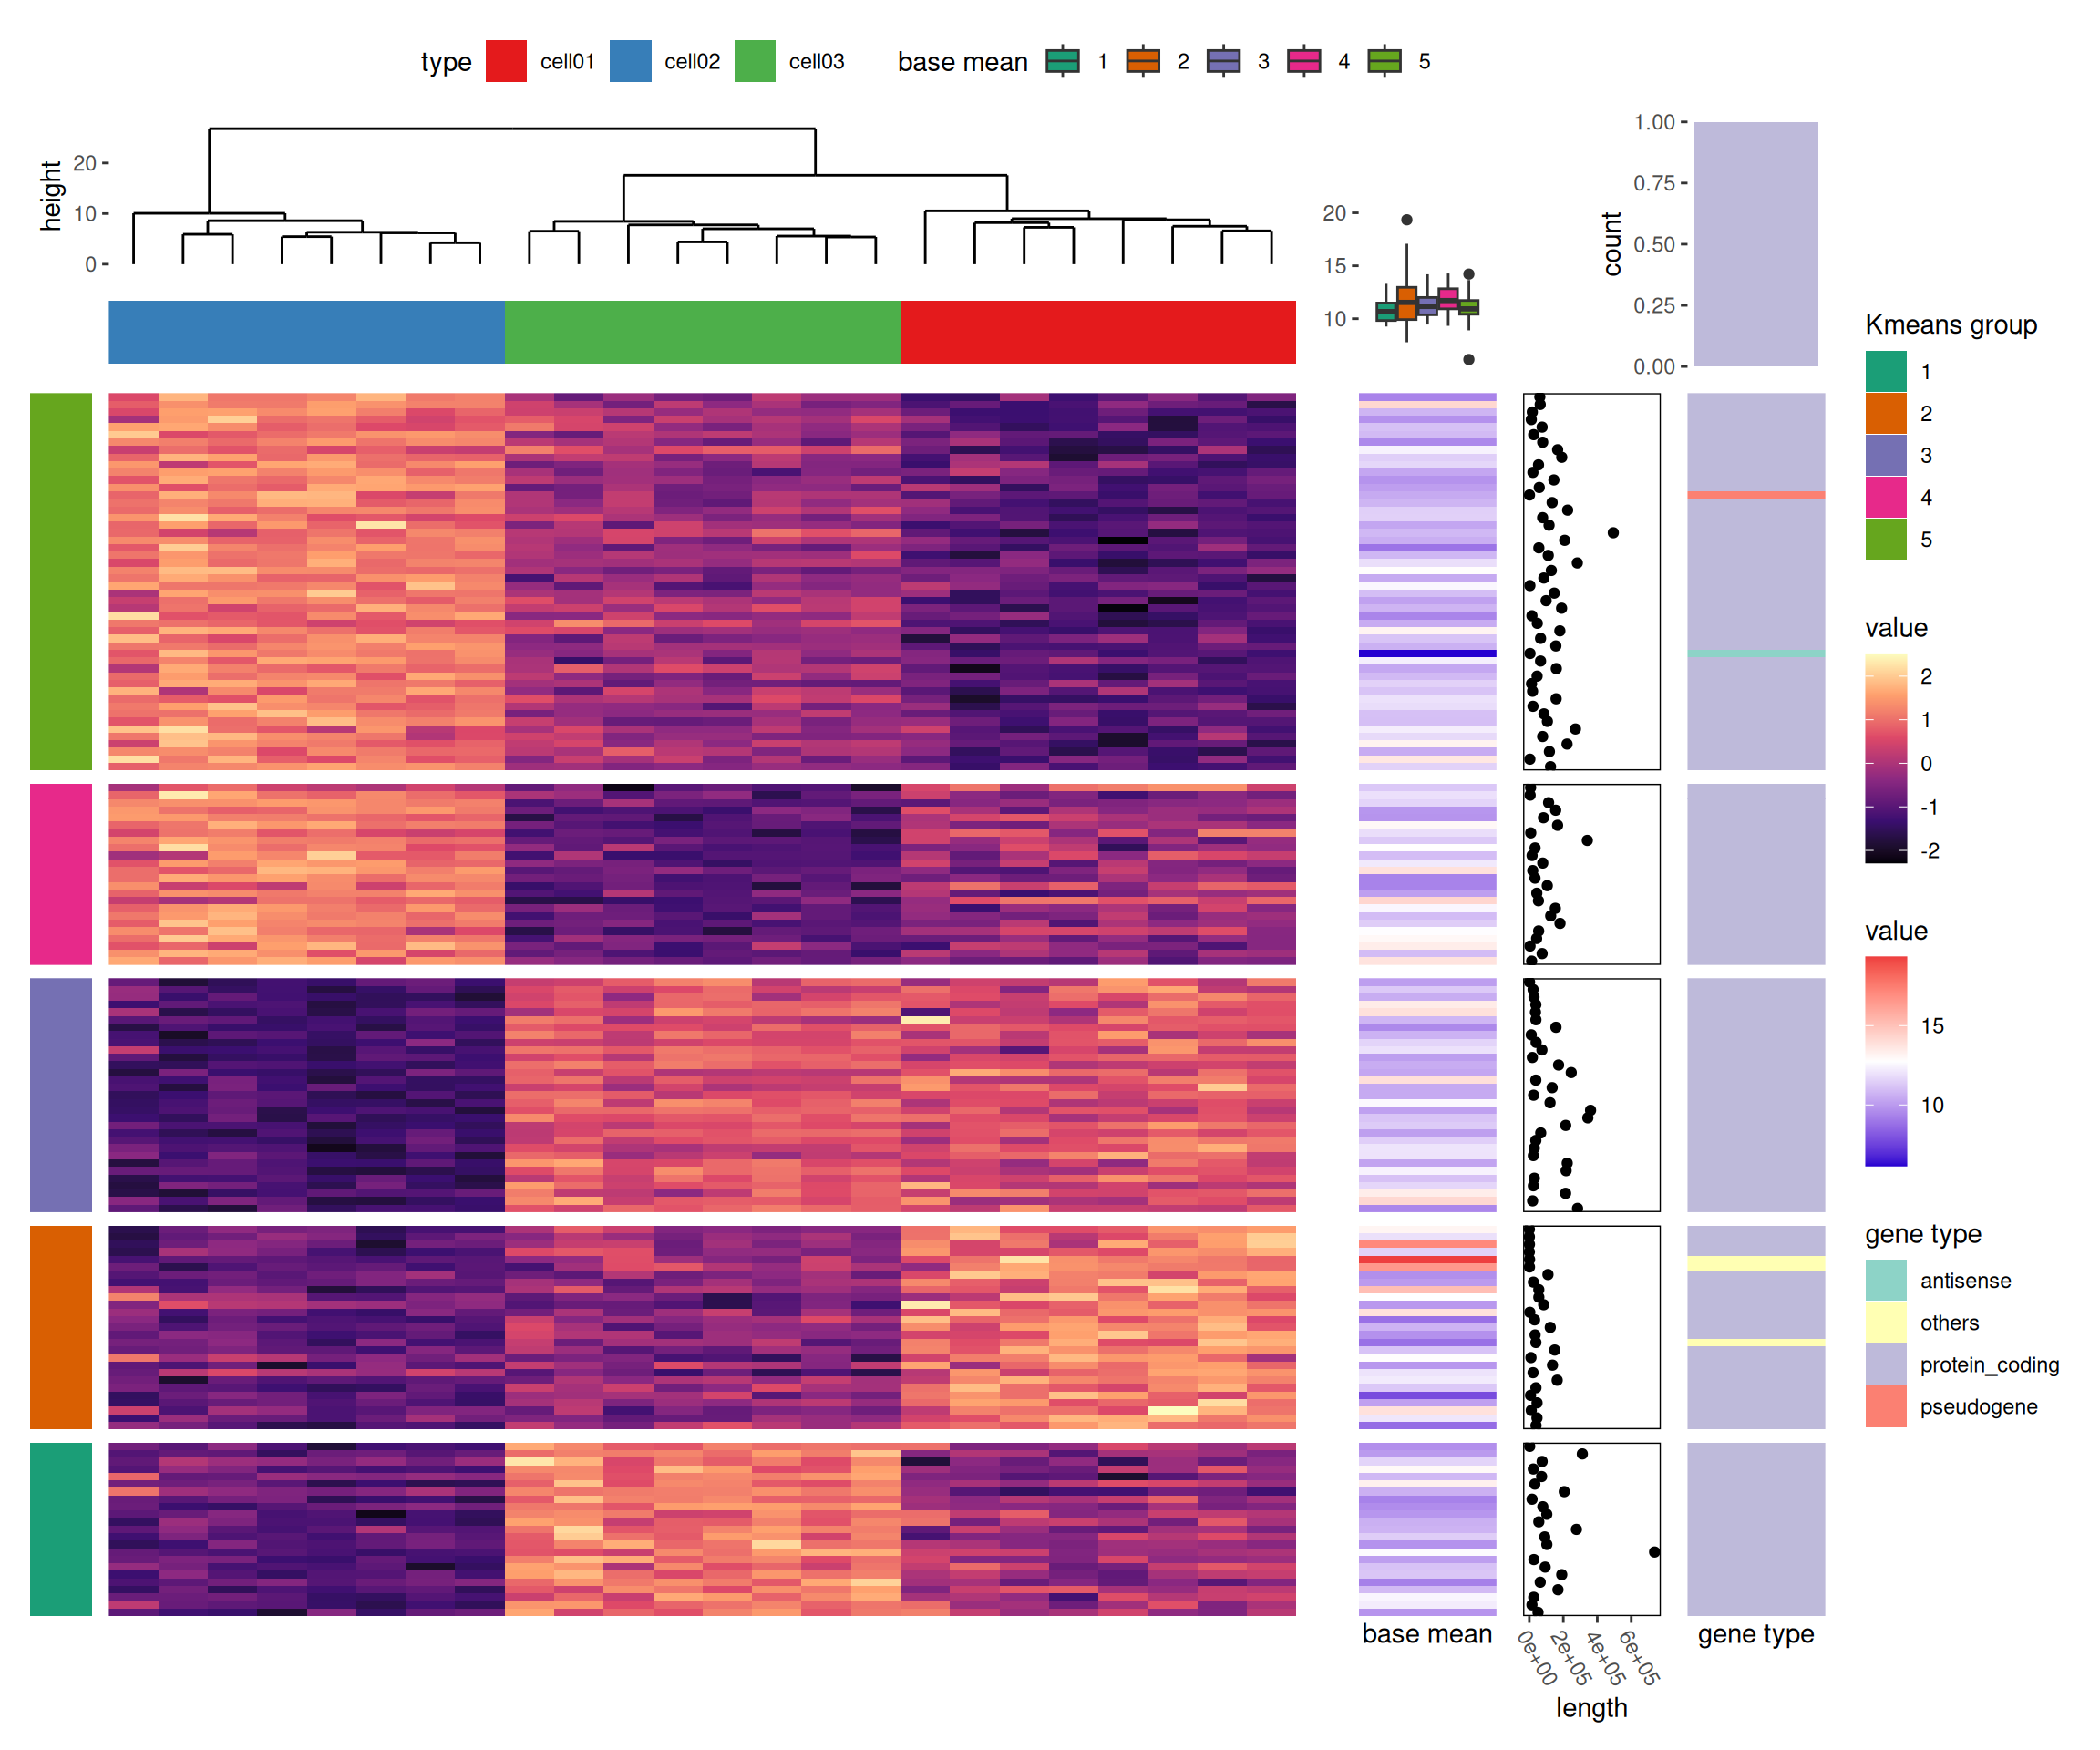 type cell01 cell02 cell03 base mean 1 2 3 4 5
height
20
10
0
20
15
10
count
1.00
0.75
0.50
0.25
0.00
Kmeans group
1
2
3
4
5
value
2
1
0
-1
-2
value
15
10
gene type
antisense
others
protein_coding
pseudogene
base mean
0e+00
2e+05
4e+05
6e+05
length
gene type